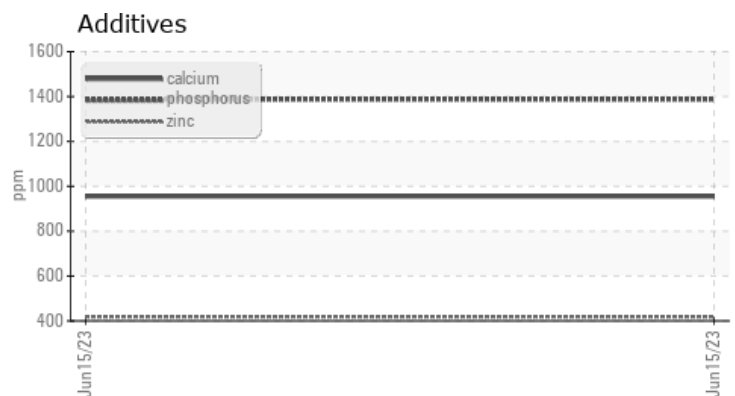 Additives
1600
calcium
1400
phosphorus
zinc
1200
1000
ppm
800
600
400
Jun15/23
Jun15/23